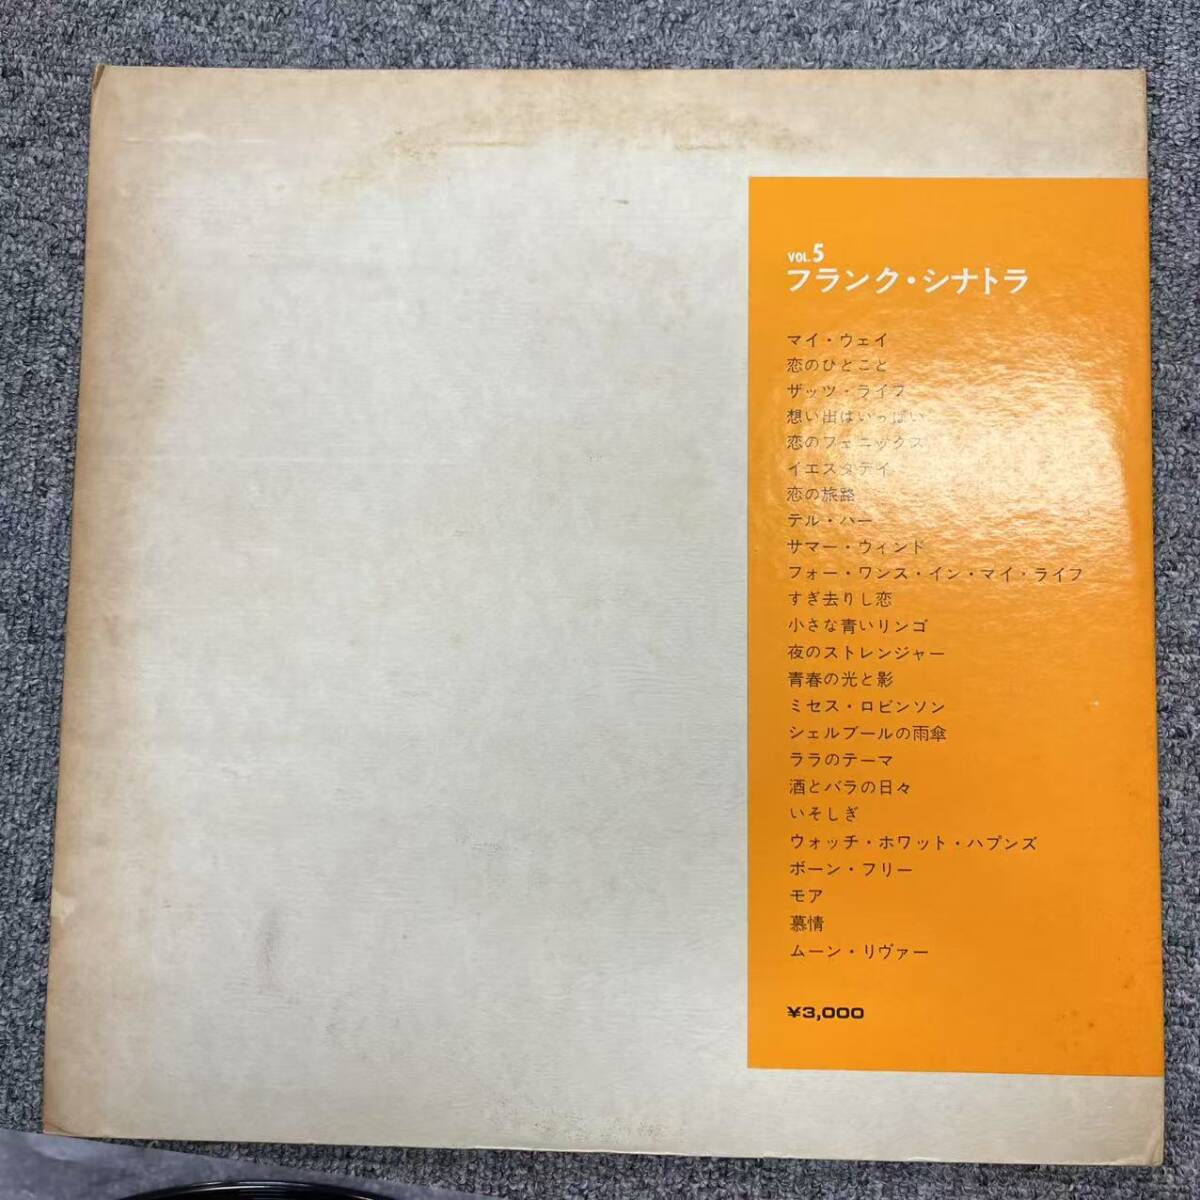 VOL.5
フランク・シナトラ
マイ・ウェイ
恋のひとこと
ザッツ・ライフ
想い出はいっぱい
恋のフェニックス
イエスタデイ
恋の旅路
テル・ハー
サマー・ウィンド
フォー・ワンス・イン・マイ・ライフ
すぎ去りし恋
小さな青いリンゴ
夜のストレンジャー
青春の光と影
ミセス・ロビンソン
シェルブールの雨傘
ララのテーマ
酒とバラの日々
いそしぎ
ウォッチ・ホワット・ハプンズ
ボーン・フリー
モア
慕情
ムーン・リヴァー
¥3,000